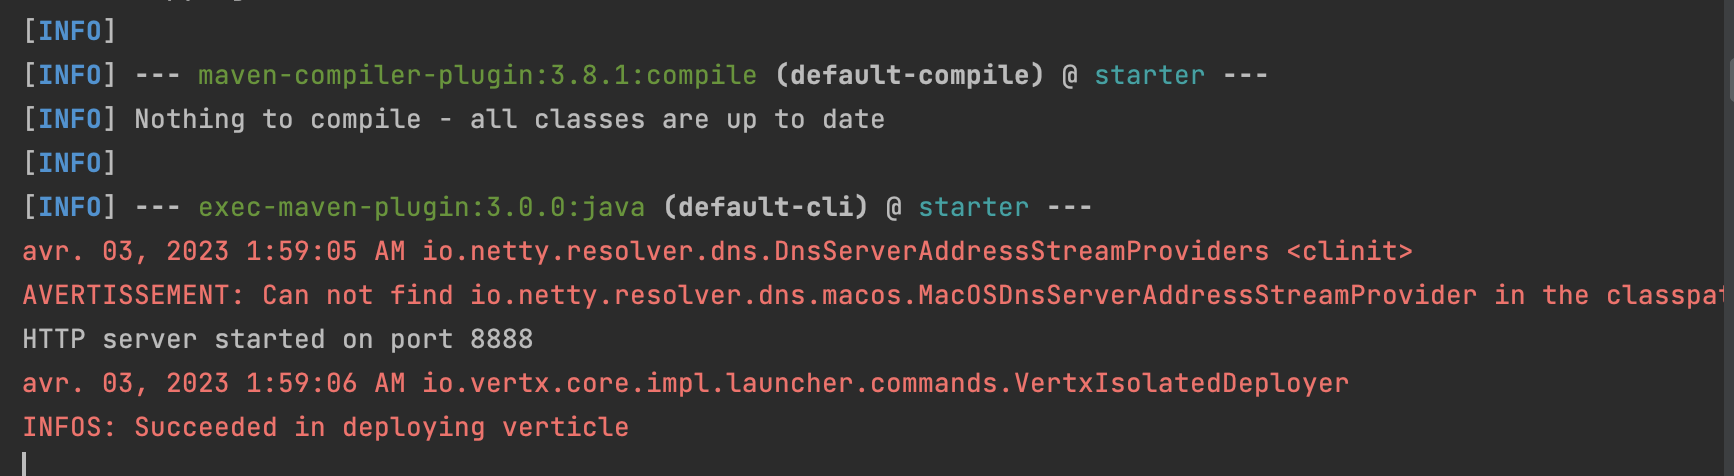 [INFO]
[INFO] --- maven-compiler-plugin:3.8.1:compile (default-compile) @ starter ---
[INFO] Nothing to compile - all classes are up to date
[INFO]
[INFO] --- exec-maven-plugin:3.0.0:java (default-cli) @ starter ---
avr. 03, 2023 1:59:05 AM io.netty.resolver.dns.DnsServerAddressStreamProviders <clinit>
AVERTISSEMENT: Can not find io.netty.resolver.dns.macos.MacOSDnsServerAddressStreamProvider in the
HTTP server started on port 8888
avr. 03, 2023 1:59:06 AM io.vertx.core.impl.launcher.commands.VertxIsolatedDeployer
INFOS: Succeeded in deploying verticle